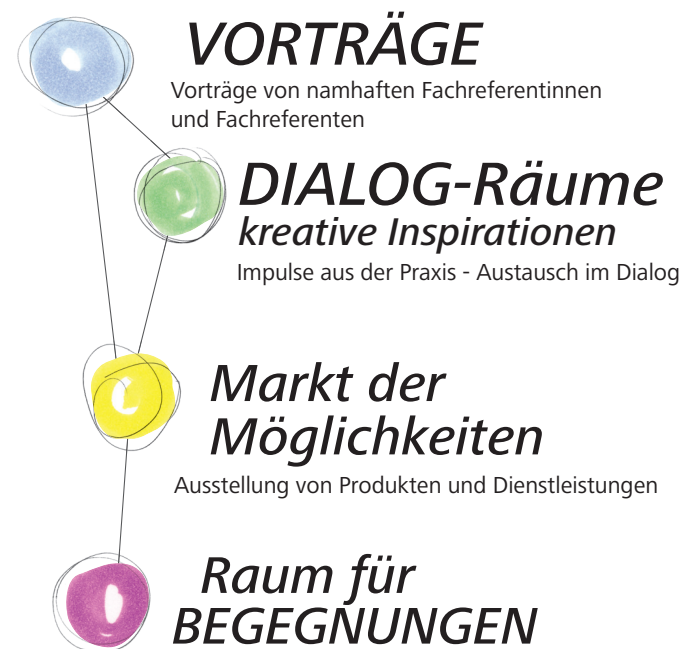 VORTRÄGE
Vorträge von namhaften Fachreferentinnen
und Fachreferenten
DIALOG-Räume
kreative Inspirationen
Impulse aus der Praxis - Austausch im Dialog
Markt der
Möglichkeiten
Ausstellung von Produkten und Dienstleistungen
Raum für
BEGEGNUNGEN